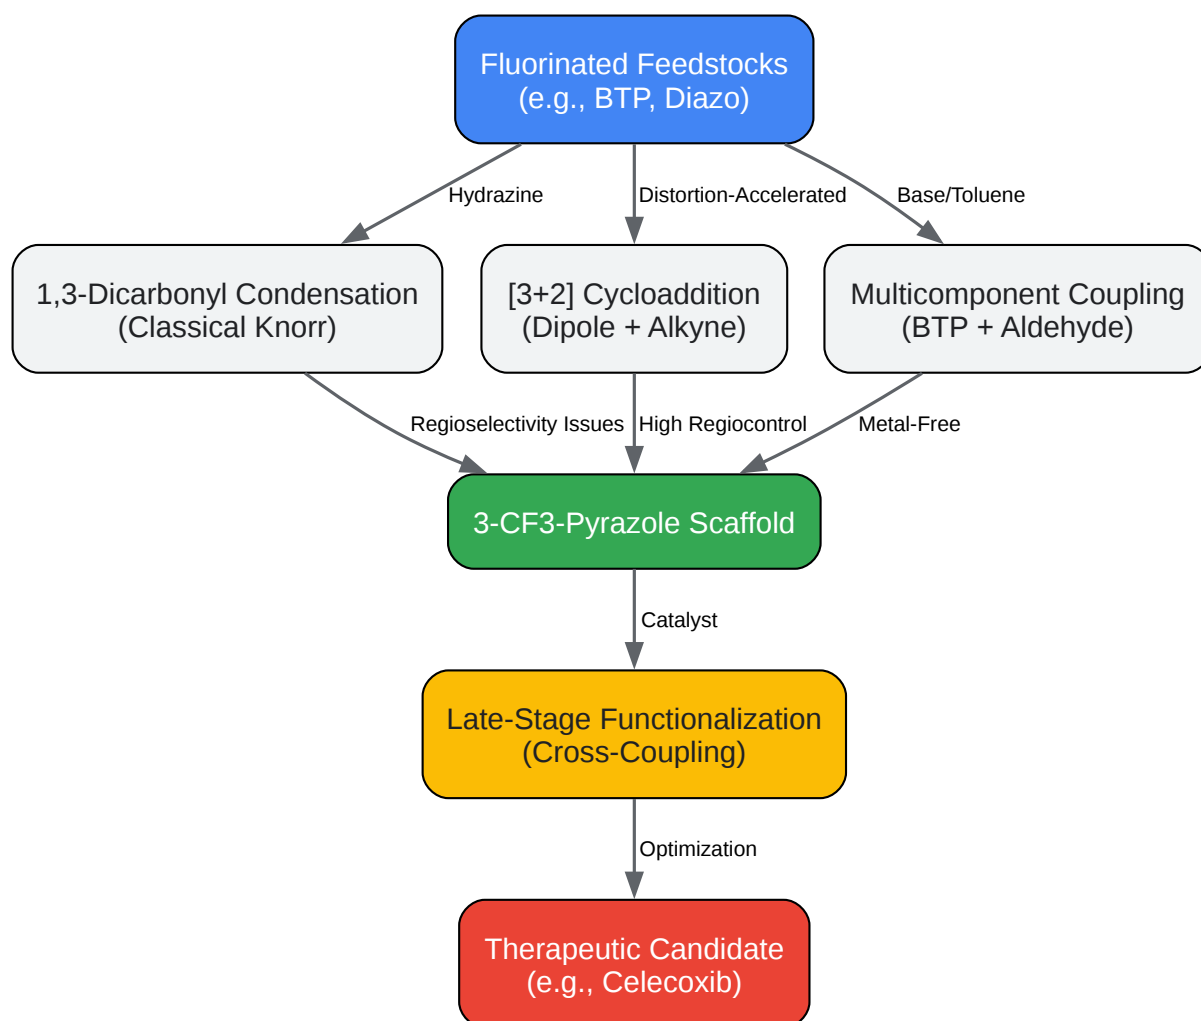 Fluorinated Feedstocks
(e.g., BTP, Diazo)
Hydrazine
Distortion-Accelerated
Base/Toluene
1,3-Dicarbonyl Condensation
(Classical Knorr)
[3+2] Cycloaddition
(Dipole + Alkyne)
Multicomponent Coupling
(BTP + Aldehyde)
Regioselectivity Issues
High Regiocontrol
Metal-Free
3-CF3-Pyrazole Scaffold
Catalyst
Late-Stage Functionalization
(Cross-Coupling)
Optimization
Therapeutic Candidate
(e.g., Celecoxib)